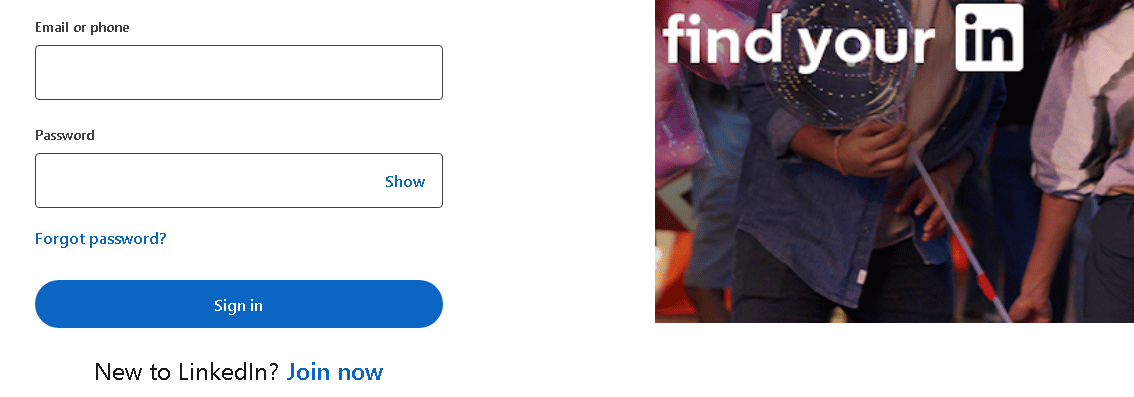 Email or phone
Password
Show
Forgot password?
Sign in
New to LinkedIn? Join now
find your in